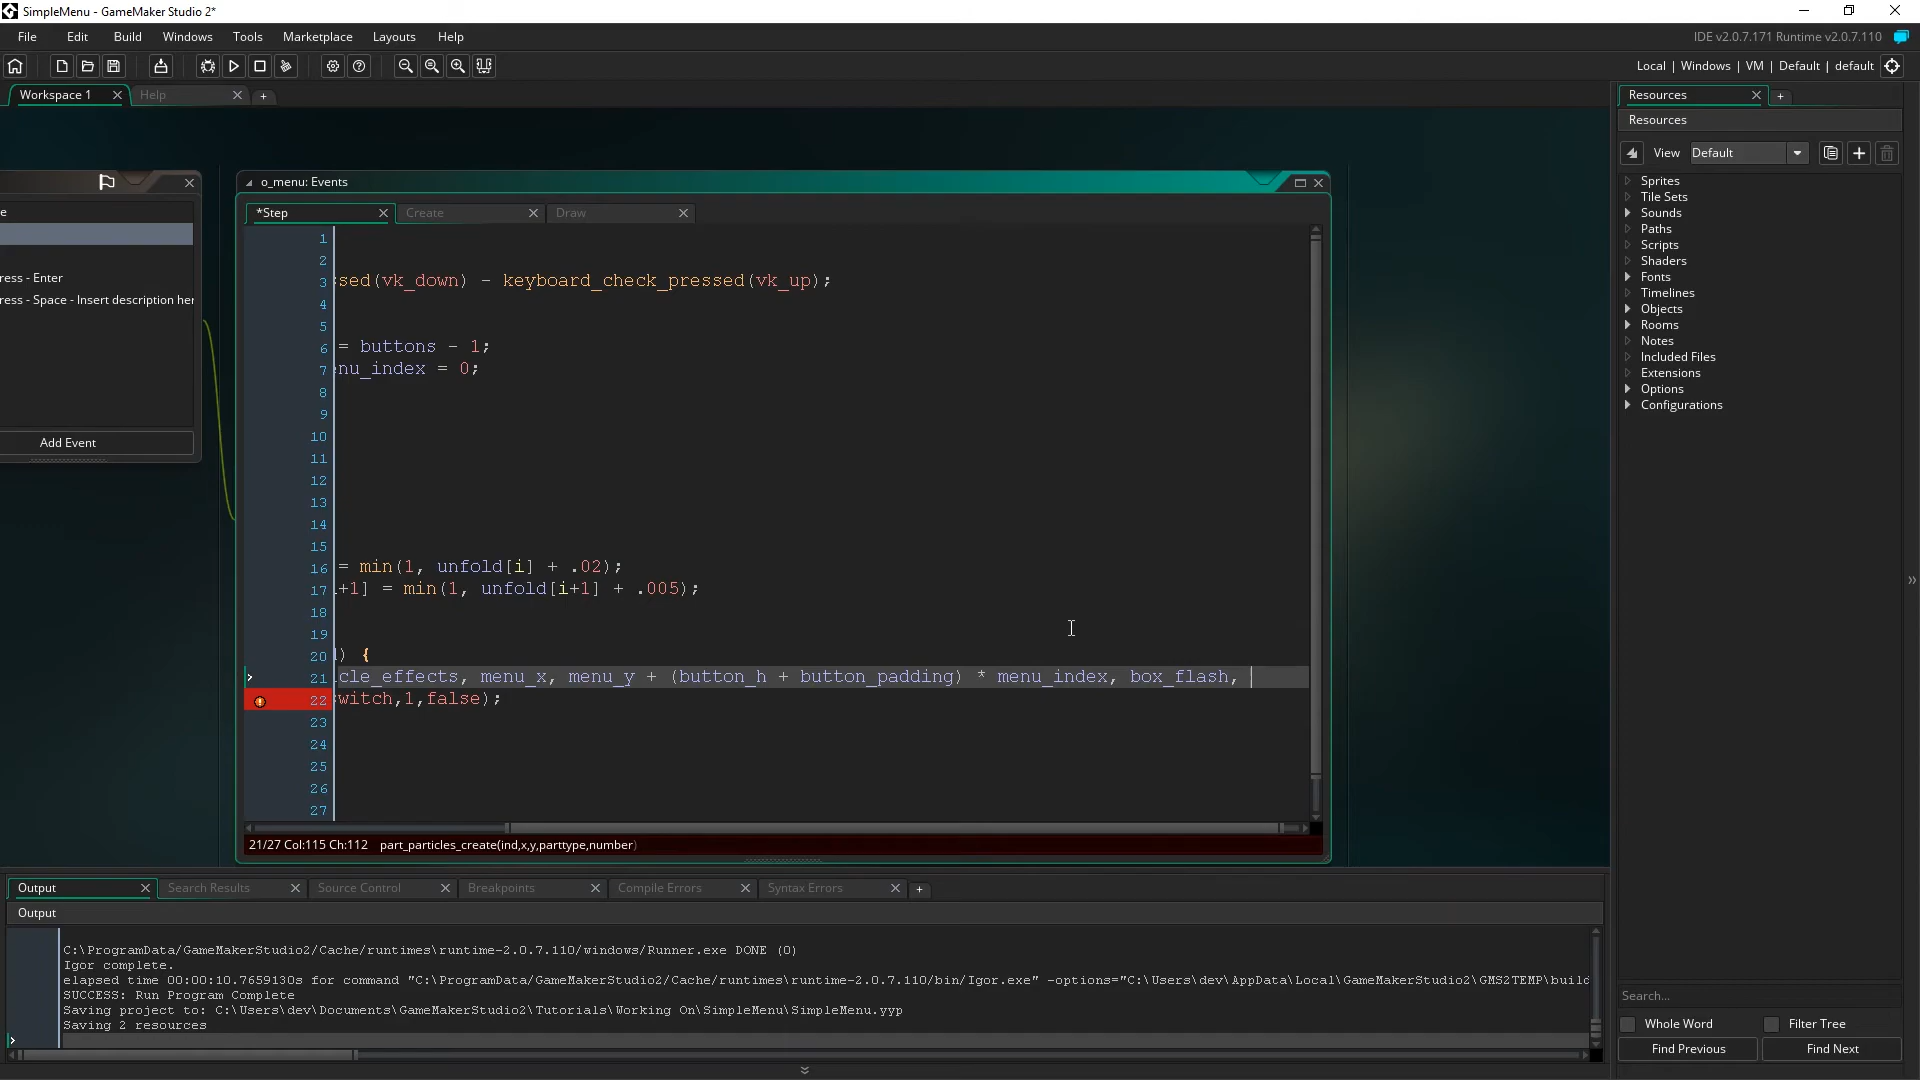 SimpleMenu - GameMaker Studio 2*
File Edit Build Windows Tools Marketplace Layouts Help
IDE v2.0.7.171 Runtime v2.0.7.110
Local | Windows | VM | Default | default
Workspace 1 Help
Resources
Resources
View Default
Sprites
Tile Sets
Sounds
Paths
Scripts
Shaders
Fonts
Timelines
Objects
Rooms
Notes
Included Files
Extensions
Options
Configurations
Search...
Whole Word Filter Tree
Find Previous Find Next
e
ress - Enter
ress - Space - Insert description her
Add Event
o_menu: Events
*Step Create Draw
1
2
3 sed(vk_down) - keyboard_check_pressed(vk_up);
4
5
6 = buttons - 1;
7 nu_index = 0;
8
9
10
11
12
13
14
15
16 = min(1, unfold[i] + .02);
17 +1] = min(1, unfold[i+1] + .005);
18
19
20 ) {
21 cle_effects, menu_x, menu_y + (button_h + button_padding) * menu_index, box_flash,
22 witch,1,false);
23
24
25
26
27
21/27 Col:115 Ch:112 part_particles_create(ind,x,y,parttype,number)
Output Search Results Source Control Breakpoints Compile Errors Syntax Errors
Output
C:\ProgramData/GameMakerStudio2/Cache/runtimes\runtime-2.0.7.110/windows/Runner.exe DONE (0)
Igor complete.
elapsed time 00:00:10.7659130s for command "C:\ProgramData/GameMakerStudio2/Cache/runtimes\runtime-2.0.7.110/bin/Igor.exe" -options="C:\Users\dev\AppData\Local\GameMakerStudio2\GMS2TEMP\build
SUCCESS: Run Program Complete
Saving project to: C:\Users\dev\Documents\GameMakerStudio2\Tutorials\Working On\SimpleMenu\SimpleMenu.yyp
Saving 2 resources